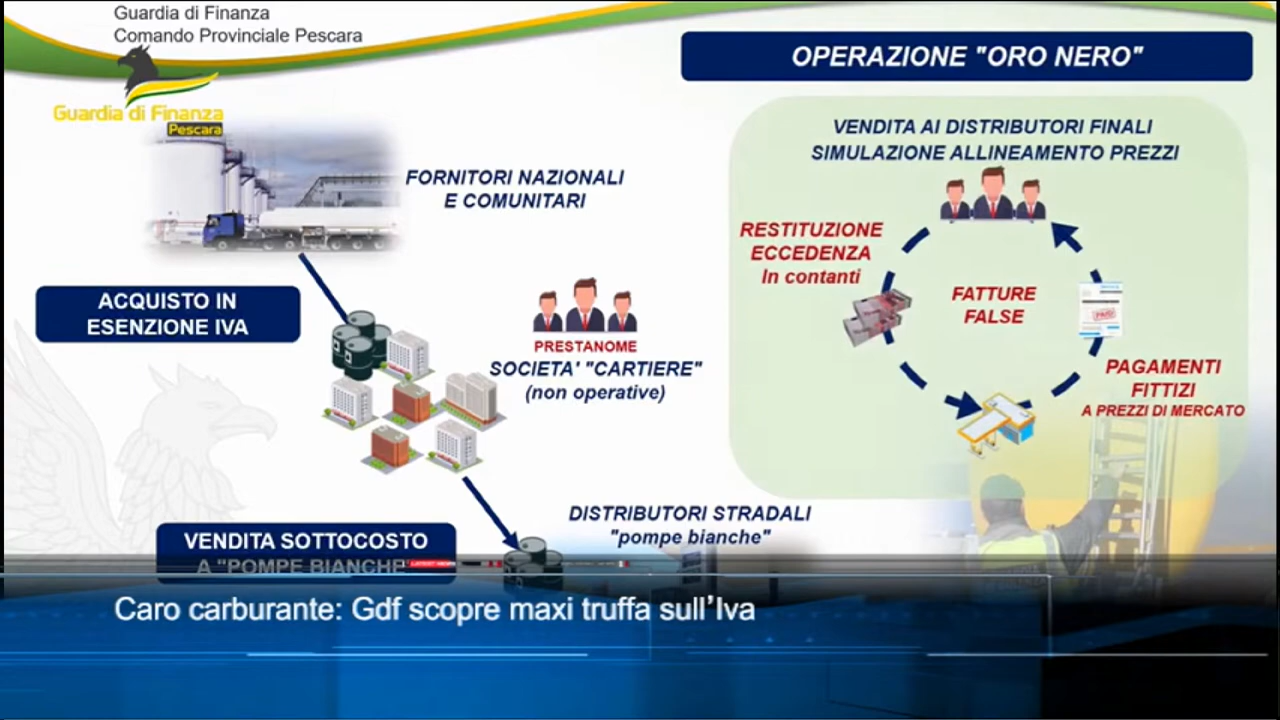 Guardia di Finanza
Comando Provinciale Pescara
Guardia di Finanza
Pescara
OPERAZIONE "ORO NERO"
FORNITORI NAZIONALI
E COMUNITARI
ACQUISTO IN
ESENZIONE IVA
PRESTANOME
SOCIETA' "CARTIERE"
(non operative)
VENDITA SOTTOCOSTO
A "POMPE BIANCHE"
DISTRIBUTORI STRADALI
"pompe bianche"
VENDITA AI DISTRIBUTORI FINALI
SIMULAZIONE ALLINEAMENTO PREZZI
RESTITUZIONE
ECCEDENZA
In contanti
FATTURE
FALSE
PAID
PAGAMENTI
FITTIZI
A PREZZI DI MERCATO
Caro carburante: Gdf scopre maxi truffa sull'Iva